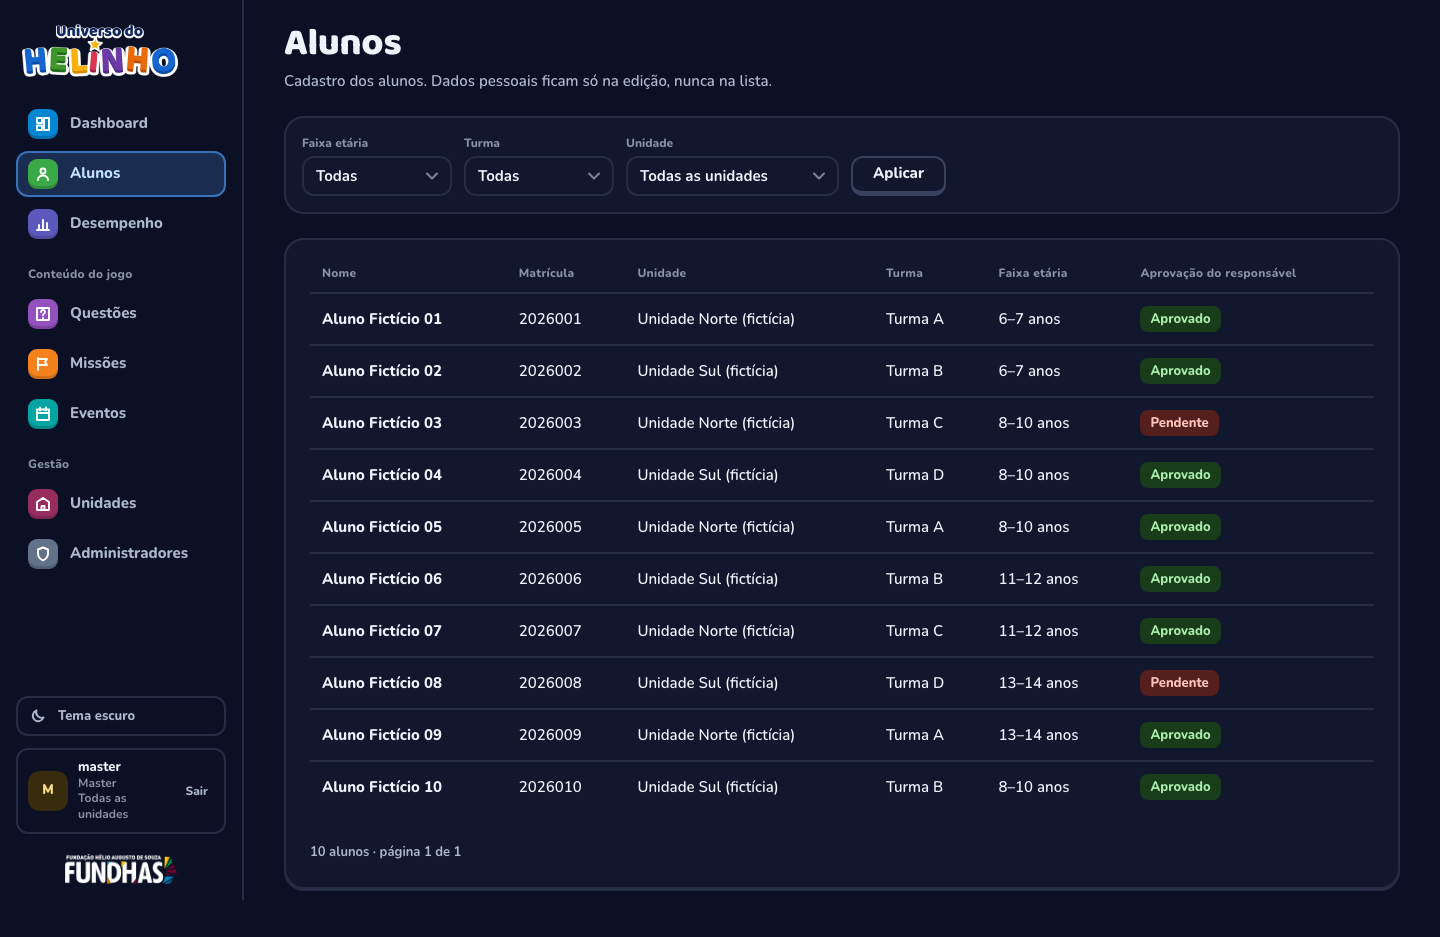 Universo do
HELINHO
Dashboard
Alunos
Desempenho
Conteúdo do jogo
Questões
Missões
Eventos
Gestão
Unidades
Administradores
Tema escuro
M
master
Master
Todas as
unidades
Sair
FUNDAÇÃO HÉLIO AUGUSTO DE SOUZA
FUNDHAS
Alunos
Cadastro dos alunos. Dados pessoais ficam só na edição, nunca na lista.
Faixa etária Turma Unidade
Todas Todas Todas as unidades Aplicar
Nome Matrícula Unidade Turma Faixa etária Aprovação do responsável
Aluno Fictício 01 2026001 Unidade Norte (fictícia) Turma A 6–7 anos Aprovado
Aluno Fictício 02 2026002 Unidade Sul (fictícia) Turma B 6–7 anos Aprovado
Aluno Fictício 03 2026003 Unidade Norte (fictícia) Turma C 8–10 anos Pendente
Aluno Fictício 04 2026004 Unidade Sul (fictícia) Turma D 8–10 anos Aprovado
Aluno Fictício 05 2026005 Unidade Norte (fictícia) Turma A 8–10 anos Aprovado
Aluno Fictício 06 2026006 Unidade Sul (fictícia) Turma B 11–12 anos Aprovado
Aluno Fictício 07 2026007 Unidade Norte (fictícia) Turma C 11–12 anos Aprovado
Aluno Fictício 08 2026008 Unidade Sul (fictícia) Turma D 13–14 anos Pendente
Aluno Fictício 09 2026009 Unidade Norte (fictícia) Turma A 13–14 anos Aprovado
Aluno Fictício 10 2026010 Unidade Sul (fictícia) Turma B 8–10 anos Aprovado
10 alunos · página 1 de 1